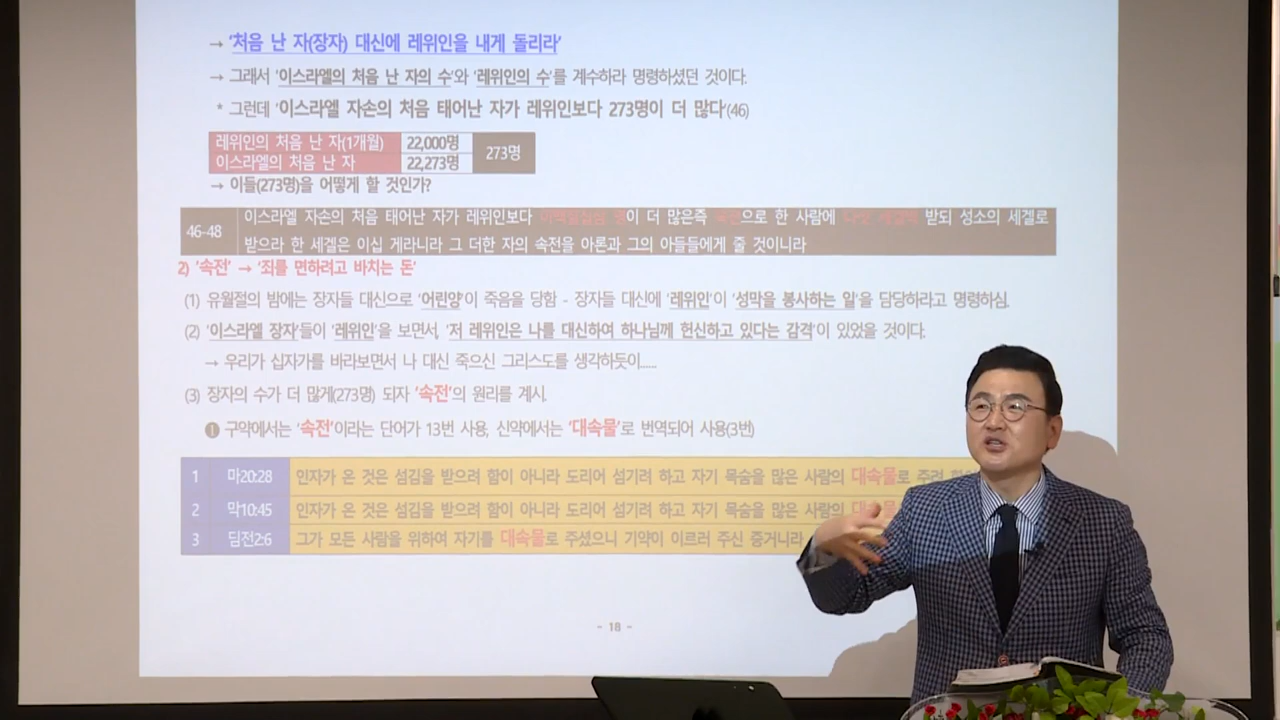 → '처음 난 자(장자) 대신에 레위인을 내게 돌리라'
→ 그래서 '이스라엘의 처음 난 자의 수'와 '레위인의 수'를 계수하라 명령하셨던 것이다.
* 그런데 '이스라엘 자손의 처음 태어난 자가 레위인보다 273명이 더 많다(46)
레위인의 처음 난 자(1개월) 22,000명 273명
이스라엘의 처음 난 자 22,273명
→ 이들(273명)을 어떻게 할 것인가?
46-48 이스라엘 자손의 처음 태어난 자가 레위인보다 이 더 많은즉 으로 한 사람에 받되 성소의 세겔로
받으라 한 세겔은 이십 게라니라 그 더한 자의 속전을 아론과 그의 아들들에게 줄 것이니라
2) '속전' → '죄를 면하려고 바치는 돈'
(1) 유월절의 밤에는 장자들 대신으로 '어린양'이 죽음을 당함 - 장자들 대신에 '레위인'이 '성막을 봉사하는 일'을 담당하라고 명령하심.
(2) '이스라엘 장자'들이 '레위인'을 보면서, '저 레위인은 나를 대신하여 하나님께 헌신하고 있다는 감격'이 있었을 것이다.
→ 우리가 십자가를 바라보면서 나 대신 죽으신 그리스도를 생각하듯이......
(3) 장자의 수가 더 많게(273명) 되자 '속전'의 원리를 계시.
❶ 구약에서는 '속전'이라는 단어가 13번 사용, 신약에서는 '대속물'로 번역되어 사용(3번)
1 마20:28 인자가 온 것은 섬김을 받으려 함이 아니라 도리어 섬기려 하고 자기 목숨을 많은 사람의 대속물로 주려
2 막10:45 인자가 온 것은 섬김을 받으려 함이 아니라 도리어 섬기려 하고 자기 목숨을 많은 사람의
3 딤전2:6 그가 모든 사람을 위하여 자기를 대속물로 주셨으니 기약이 이르러 주신 증거니라
- 18 -